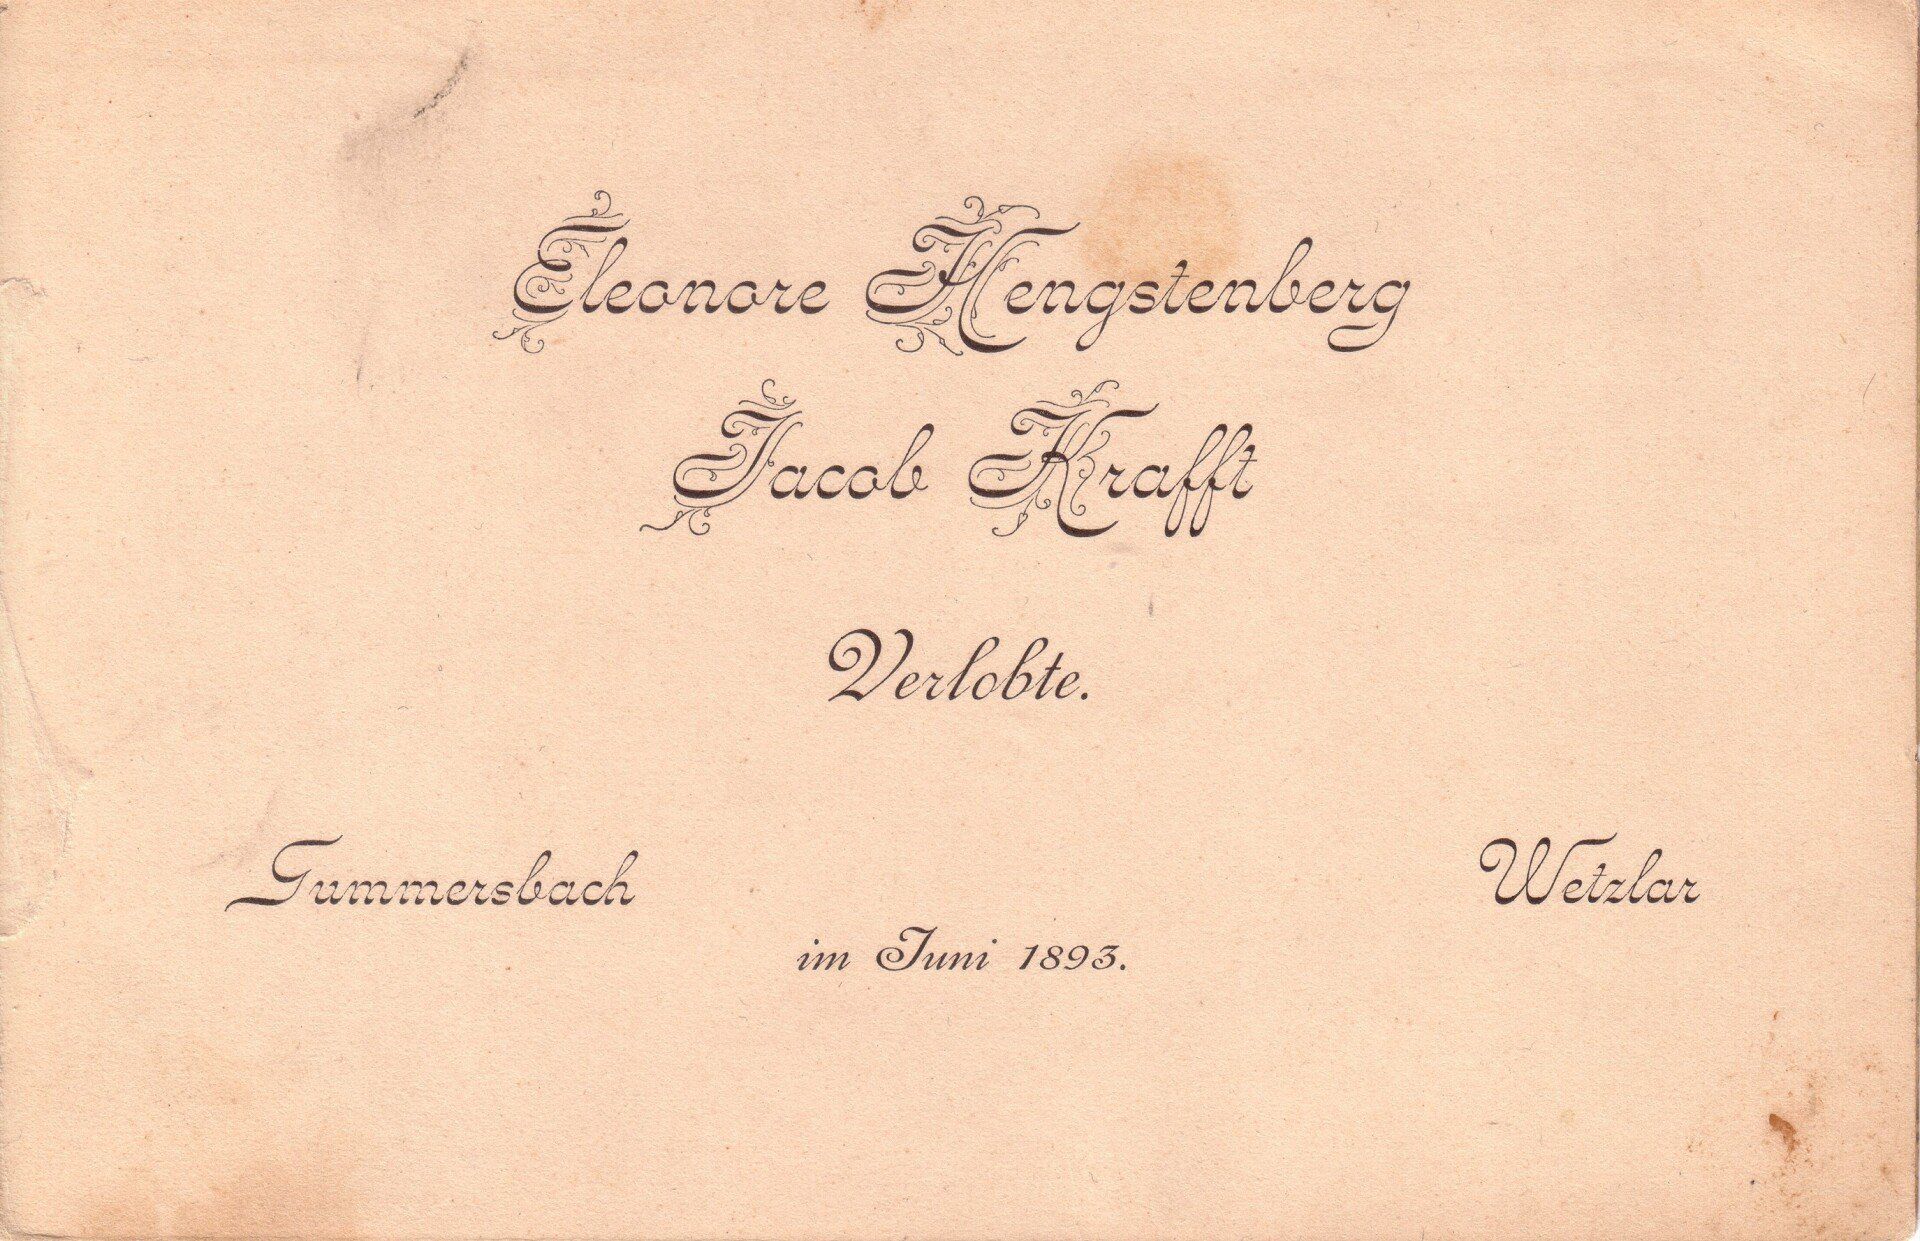 Eleonore Hengstenberg
Jacob Krafft
Verlobte.
Gummersbach Wetzlar
im Juni 1893.